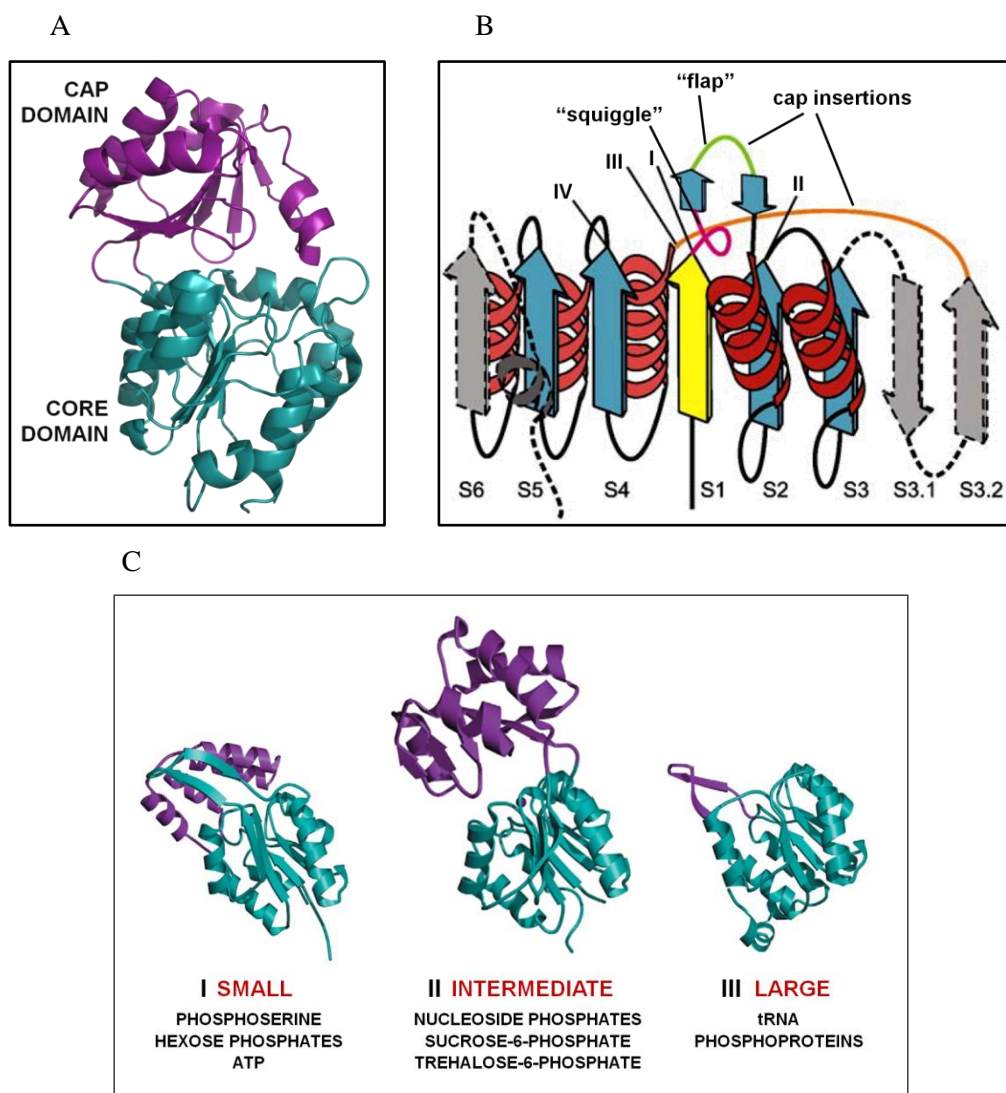 A
B
CAP
DOMAIN
CORE
DOMAIN
“flap”
“squiggle”
cap insertions
III
I
IV
II
S6
S5
S4
S1
S2
S3
S3.1
S3.2
C
I SMALL
PHOSPHOSERINE
HEXOSE PHOSPHATES
ATP
II INTERMEDIATE
NUCLEOSIDE PHOSPHATES
SUCROSE-6-PHOSPHATE
TREHALOSE-6-PHOSPHATE
III LARGE
tRNA
PHOSPHOPROTEINS